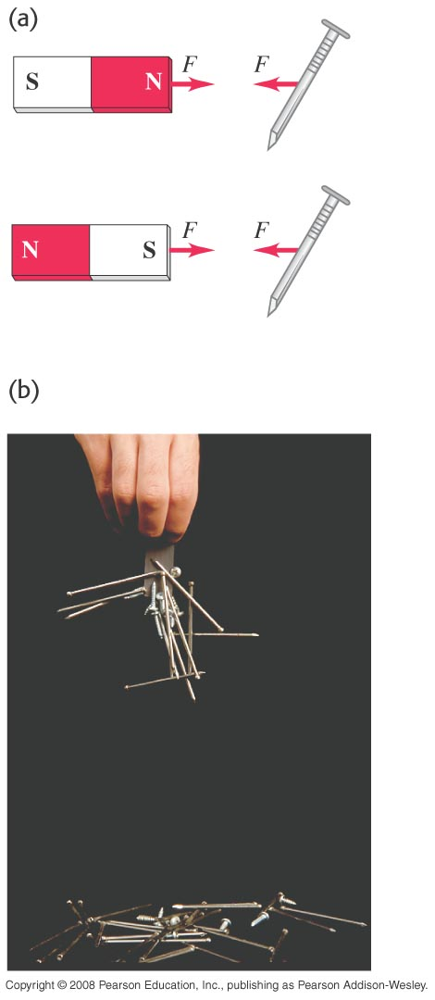 (a)
S N F F
N S F F
(b)
Copyright © 2008 Pearson Education, Inc., publishing as Pearson Addison-Wesley.